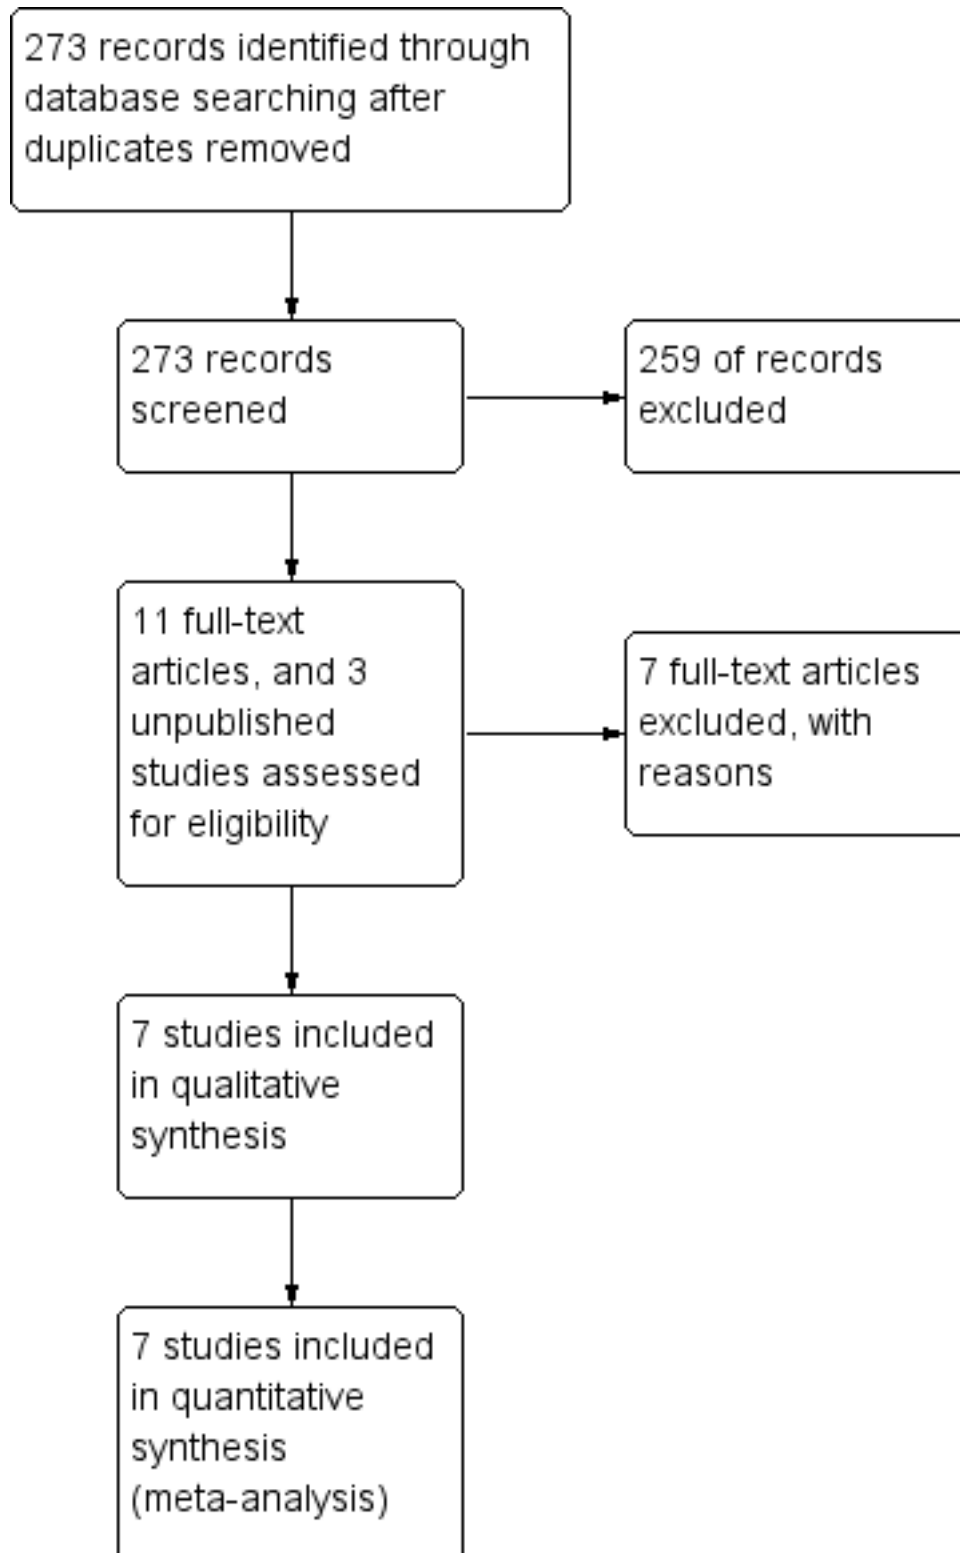 273 records identified through
database searching after
duplicates removed
273 records
screened
259 of records
excluded
11 full-text
articles, and 3
unpublished
studies assessed
for eligibility
7 full-text articles
excluded, with
reasons
7 studies included
in qualitative
synthesis
7 studies included
in quantitative
synthesis
(meta-analysis)